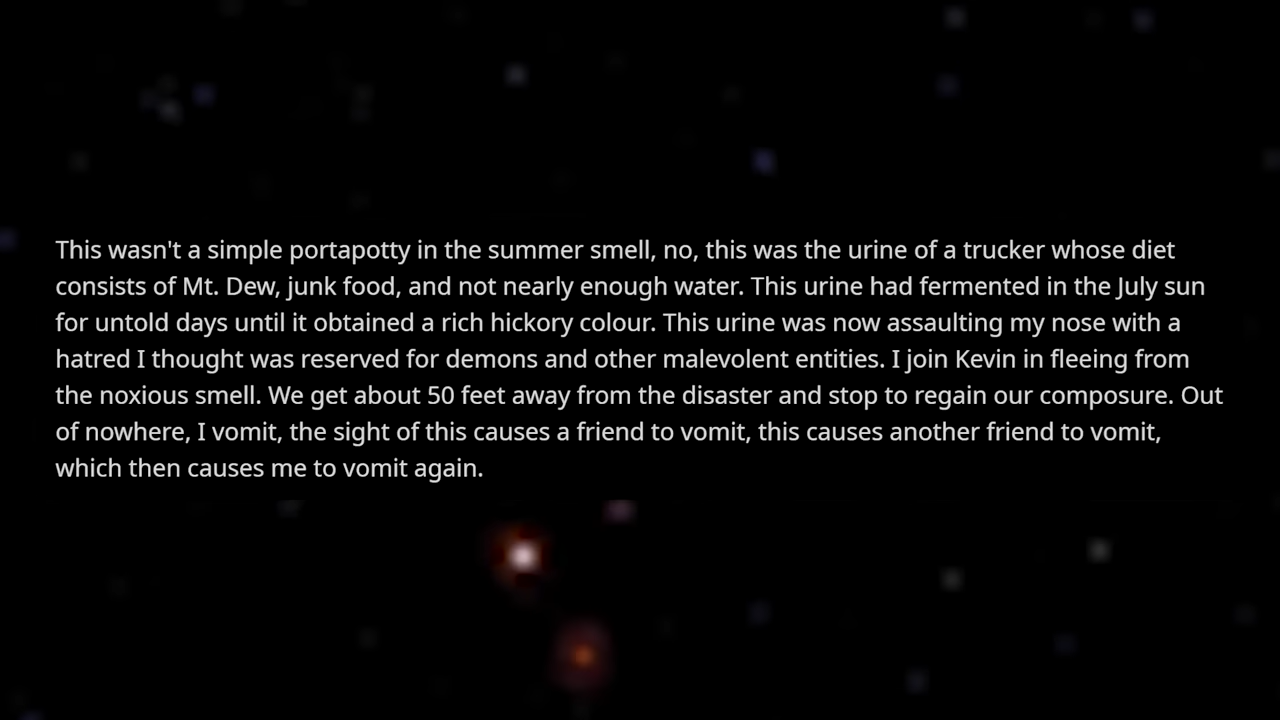 This wasn't a simple portapotty in the summer smell, no, this was the urine of a trucker whose diet
consists of Mt. Dew, junk food, and not nearly enough water. This urine had fermented in the July sun
for untold days until it obtained a rich hickory colour. This urine was now assaulting my nose with a
hatred I thought was reserved for demons and other malevolent entities. I join Kevin in fleeing from
the noxious smell. We get about 50 feet away from the disaster and stop to regain our composure. Out
of nowhere, I vomit, the sight of this causes a friend to vomit, this causes another friend to vomit,
which then causes me to vomit again.